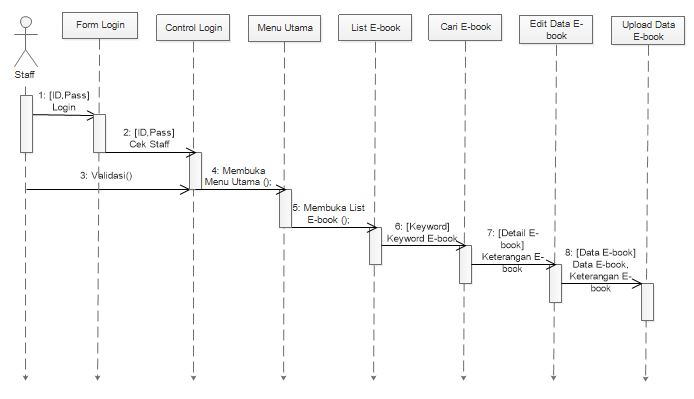 Form Login
Control Login
Menu Utama
List E-book
Cari E-book
Edit Data E-
book
Upload Data
E-book
Staff
1: [ID,Pass]
Login
2: [ID,Pass]
Cek Staff
3: Validasi()
4: Membuka
Menu Utama ();
5: Membuka List
E-book ();
6: [Keyword]
Keyword E-book
7: [Detail E-
book]
Keterangan E-
book
8: [Data E-book]
Data E-book,
Keterangan E-
book